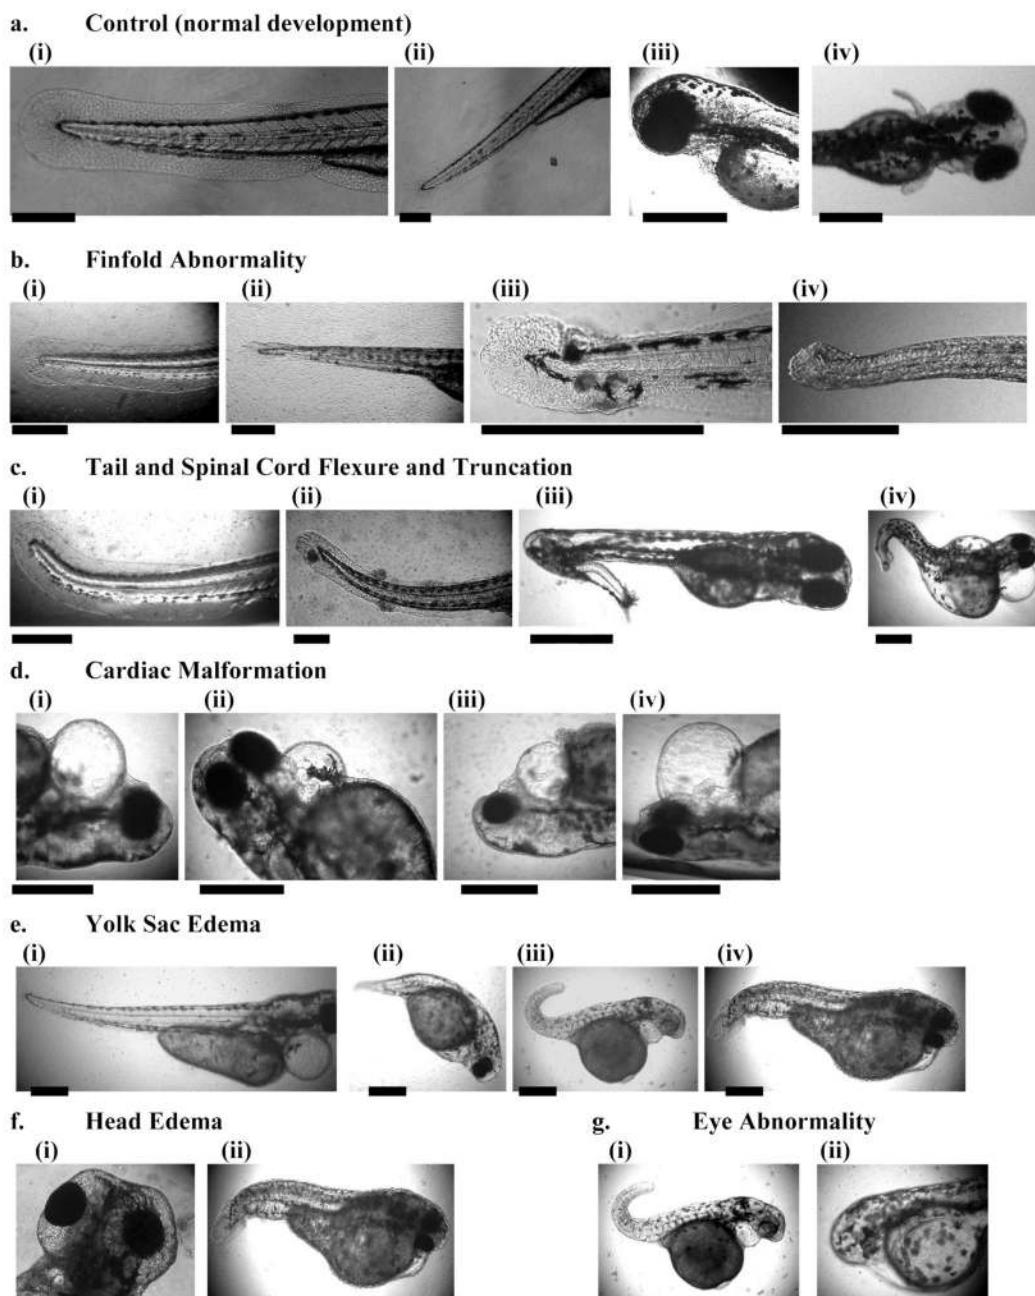 a. Control (normal development)
(i) (ii) (iii) (iv)
b. Finfold Abnormality
(i) (ii) (iii) (iv)
c. Tail and Spinal Cord Flexure and Truncation
(i) (ii) (iii) (iv)
d. Cardiac Malformation
(i) (ii) (iii) (iv)
e. Yolk Sac Edema
(i) (ii) (iii) (iv)
f. Head Edema g. Eye Abnormality
(i) (ii) (i) (ii)